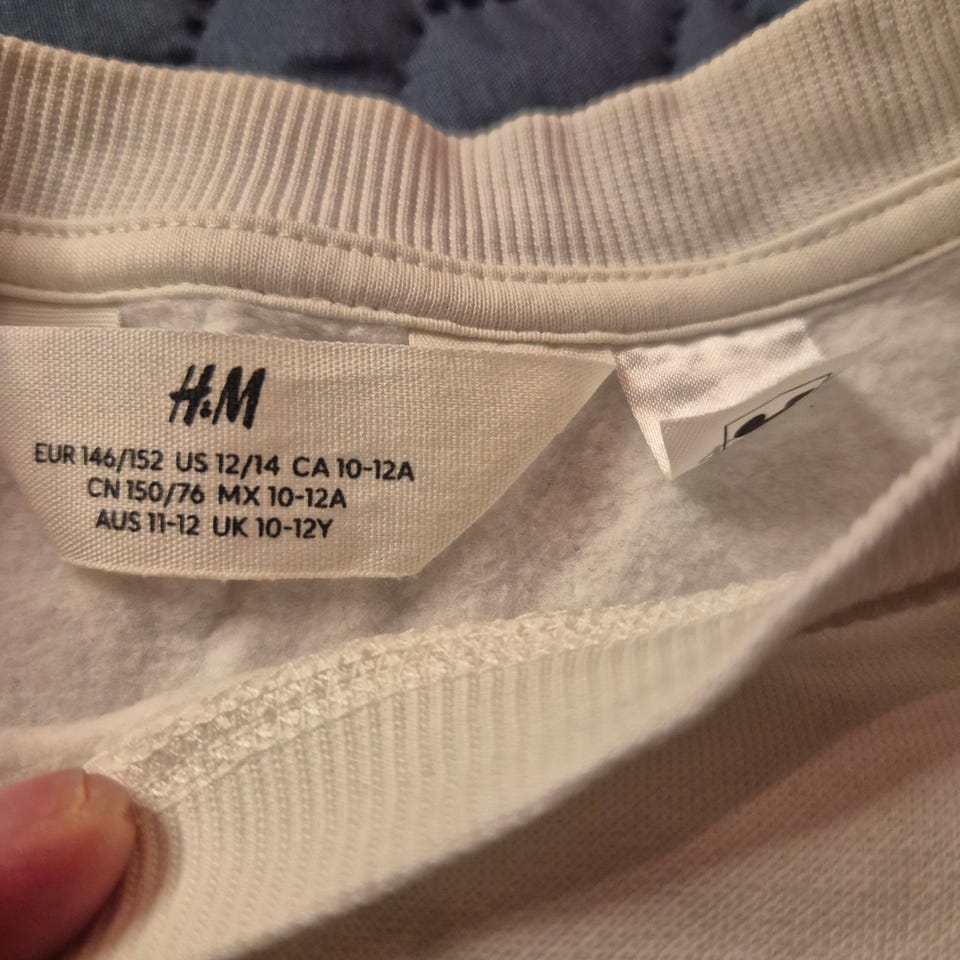 H&M
EUR 146/152 US 12/14 CA 10-12A
CN 150/76 MX 10-12A
AUS 11-12 UK 10-12Y